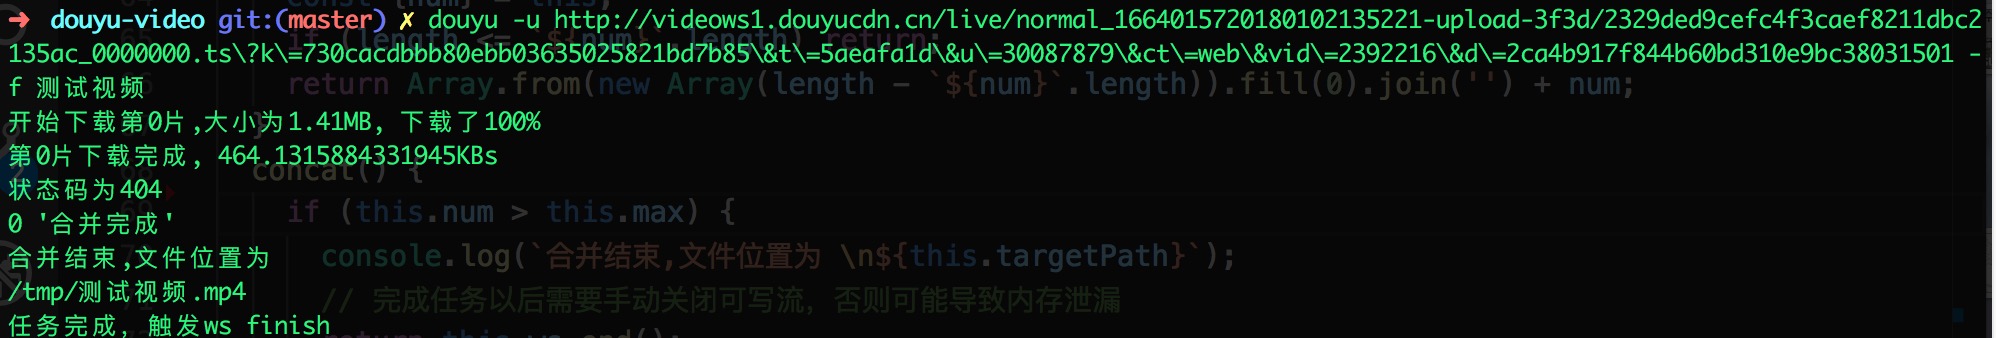 ➜  douyu-video git:(master) ✗ douyu -u http://videows1.douyucdn.cn/live/normal_1664015720180102135221-upload-3f3d/2329ded9cefc4f3caef8211dbc2
135ac_0000000.ts\?k\=730cacdbbb80ebb03635025821bd7b85\&t\=5aeafa1d\&u\=30087879\&ct\=web\&vid\=2392216\&d\=2ca4b917f844b60bd310e9bc38031501 -
f 测试视频
return Array.from(new Array(length - `${num}`.length)).fill(0).join('') + num;
开始下载第0片,大小为1.41MB, 下载了100%
第0片下载完成, 464.1315884331945KBs
concat() {
状态码为404
if (this.num > this.max) {
0 '合并完成'
合并结束,文件位置为
console.log(`合并结束,文件位置为 \n${this.targetPath}`);
/tmp/测试视频.mp4
// 完成任务以后需要手动关闭可写流, 否则可能导致内存泄漏
任务完成, 触发ws finish